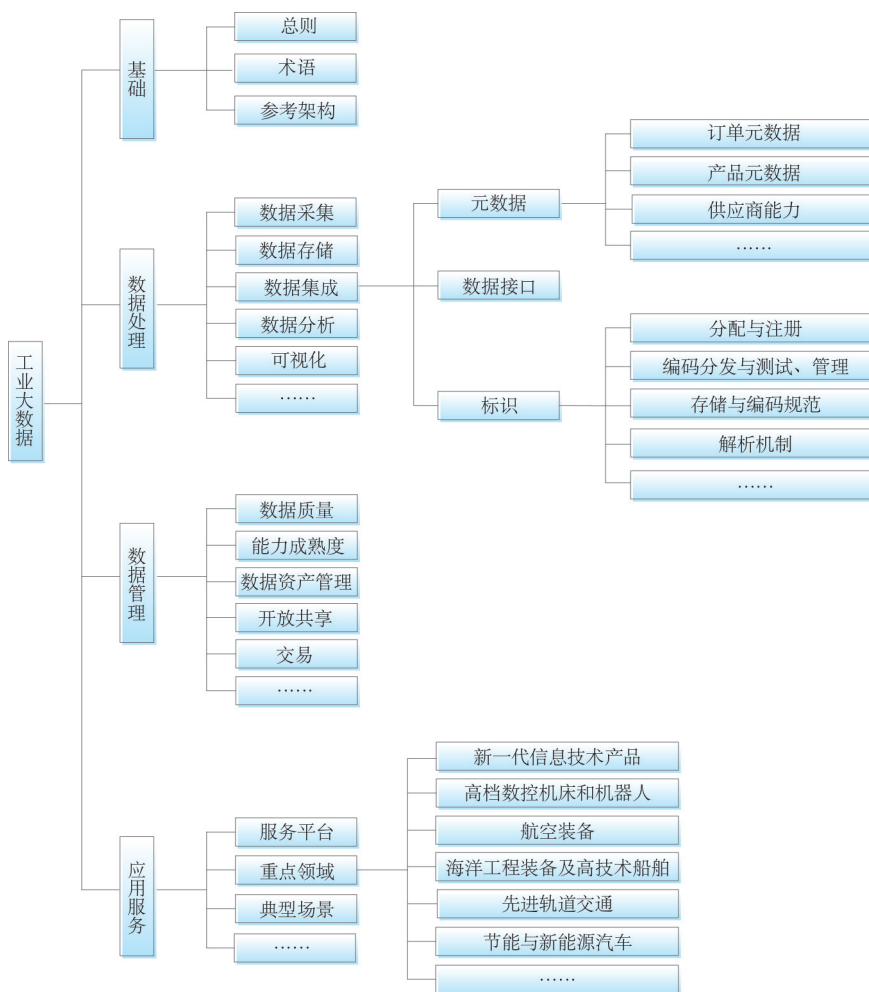 工业大数据
基础
总则
术语
参考架构
数据处理
数据采集
数据存储
数据集成
数据分析
可视化
……
元数据
订单元数据
产品元数据
供应商能力
……
数据接口
标识
分配与注册
编码分发与测试、管理
存储与编码规范
解析机制
……
数据管理
数据质量
能力成熟度
数据资产管理
开放共享
交易
……
应用服务
服务平台
重点领域
典型场景
……
新一代信息技术产品
高档数控机床和机器人
航空装备
海洋工程装备及高技术船舶
先进轨道交通
节能与新能源汽车
……